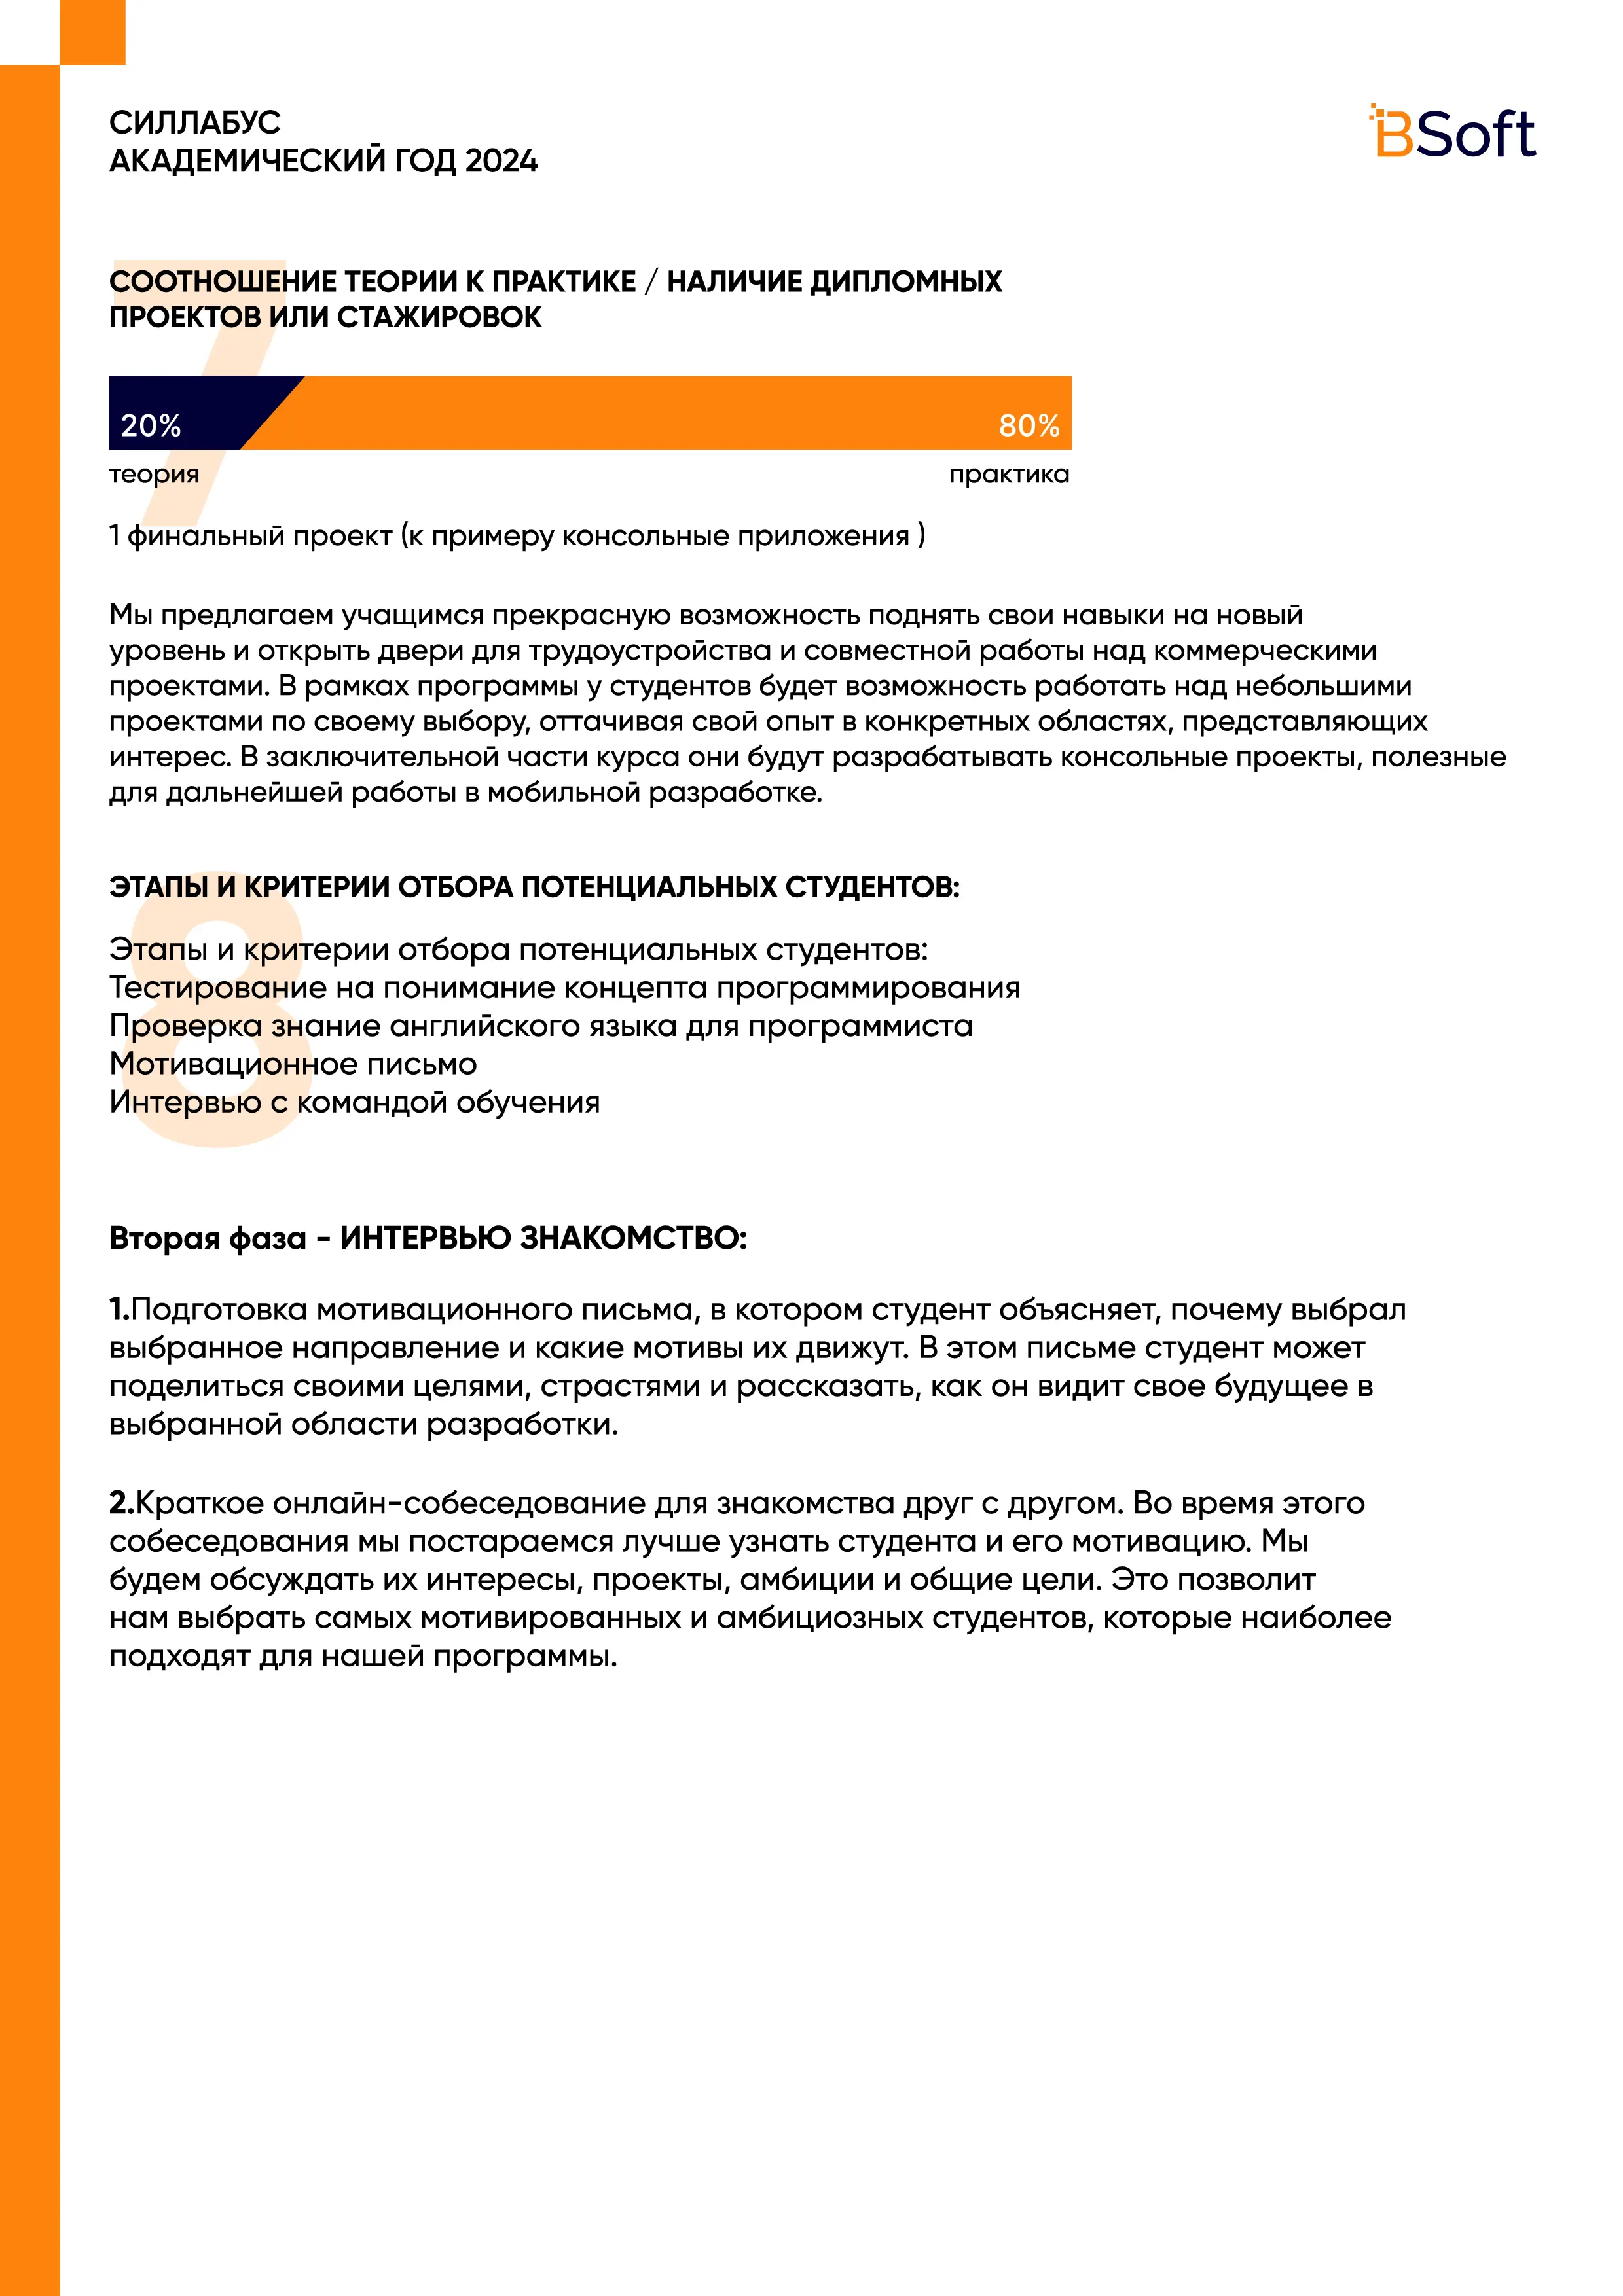 СИЛЛАБУС
АКАДЕМИЧЕСКИЙ ГОД 2024
BSoft
7
СООТНОШЕНИЕ ТЕОРИИ К ПРАКТИКЕ / НАЛИЧИЕ ДИПЛОМНЫХ
ПРОЕКТОВ ИЛИ СТАЖИРОВОК
20% 80%
теория практика
1 финальный проект (к примеру консольные приложения )
Мы предлагаем учащимся прекрасную возможность поднять свои навыки на новый
уровень и открыть двери для трудоустройства и совместной работы над коммерческими
проектами. В рамках программы у студентов будет возможность работать над небольшими
проектами по своему выбору, оттачивая свой опыт в конкретных областях, представляющих
интерес. В заключительной части курса они будут разрабатывать консольные проекты, полезные
для дальнейшей работы в мобильной разработке.
8
ЭТАПЫ И КРИТЕРИИ ОТБОРА ПОТЕНЦИАЛЬНЫХ СТУДЕНТОВ:
Этапы и критерии отбора потенциальных студентов:
Тестирование на понимание концепта программирования
Проверка знание английского языка для программиста
Мотивационное письмо
Интервью с командой обучения
Вторая фаза - ИНТЕРВЬЮ ЗНАКОМСТВО:
1.Подготовка мотивационного письма, в котором студент объясняет, почему выбрал
выбранное направление и какие мотивы их движут. В этом письме студент может
поделиться своими целями, страстями и рассказать, как он видит свое будущее в
выбранной области разработки.
2.Краткое онлайн-собеседование для знакомства друг с другом. Во время этого
собеседования мы постараемся лучше узнать студента и его мотивацию. Мы
будем обсуждать их интересы, проекты, амбиции и общие цели. Это позволит
нам выбрать самых мотивированных и амбициозных студентов, которые наиболее
подходят для нашей программы.